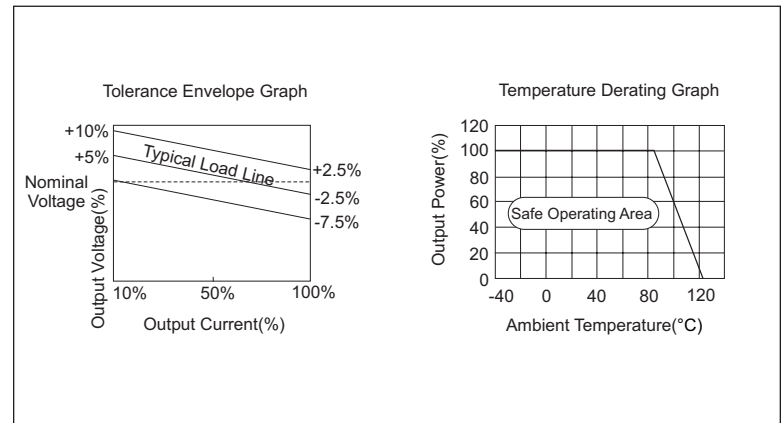 Tolerance Envelope Graph
+10%
+5%
Nominal
Voltage
Output Voltage(%)
Typical Load Line
+2.5%
-2.5%
-7.5%
10%
50%
100%
Output Current(%)
Temperature Derating Graph
Output Power(%)
120
100
80
60
40
20
0
Safe Operating Area
-40
0
40
80
120
Ambient Temperature(°C)